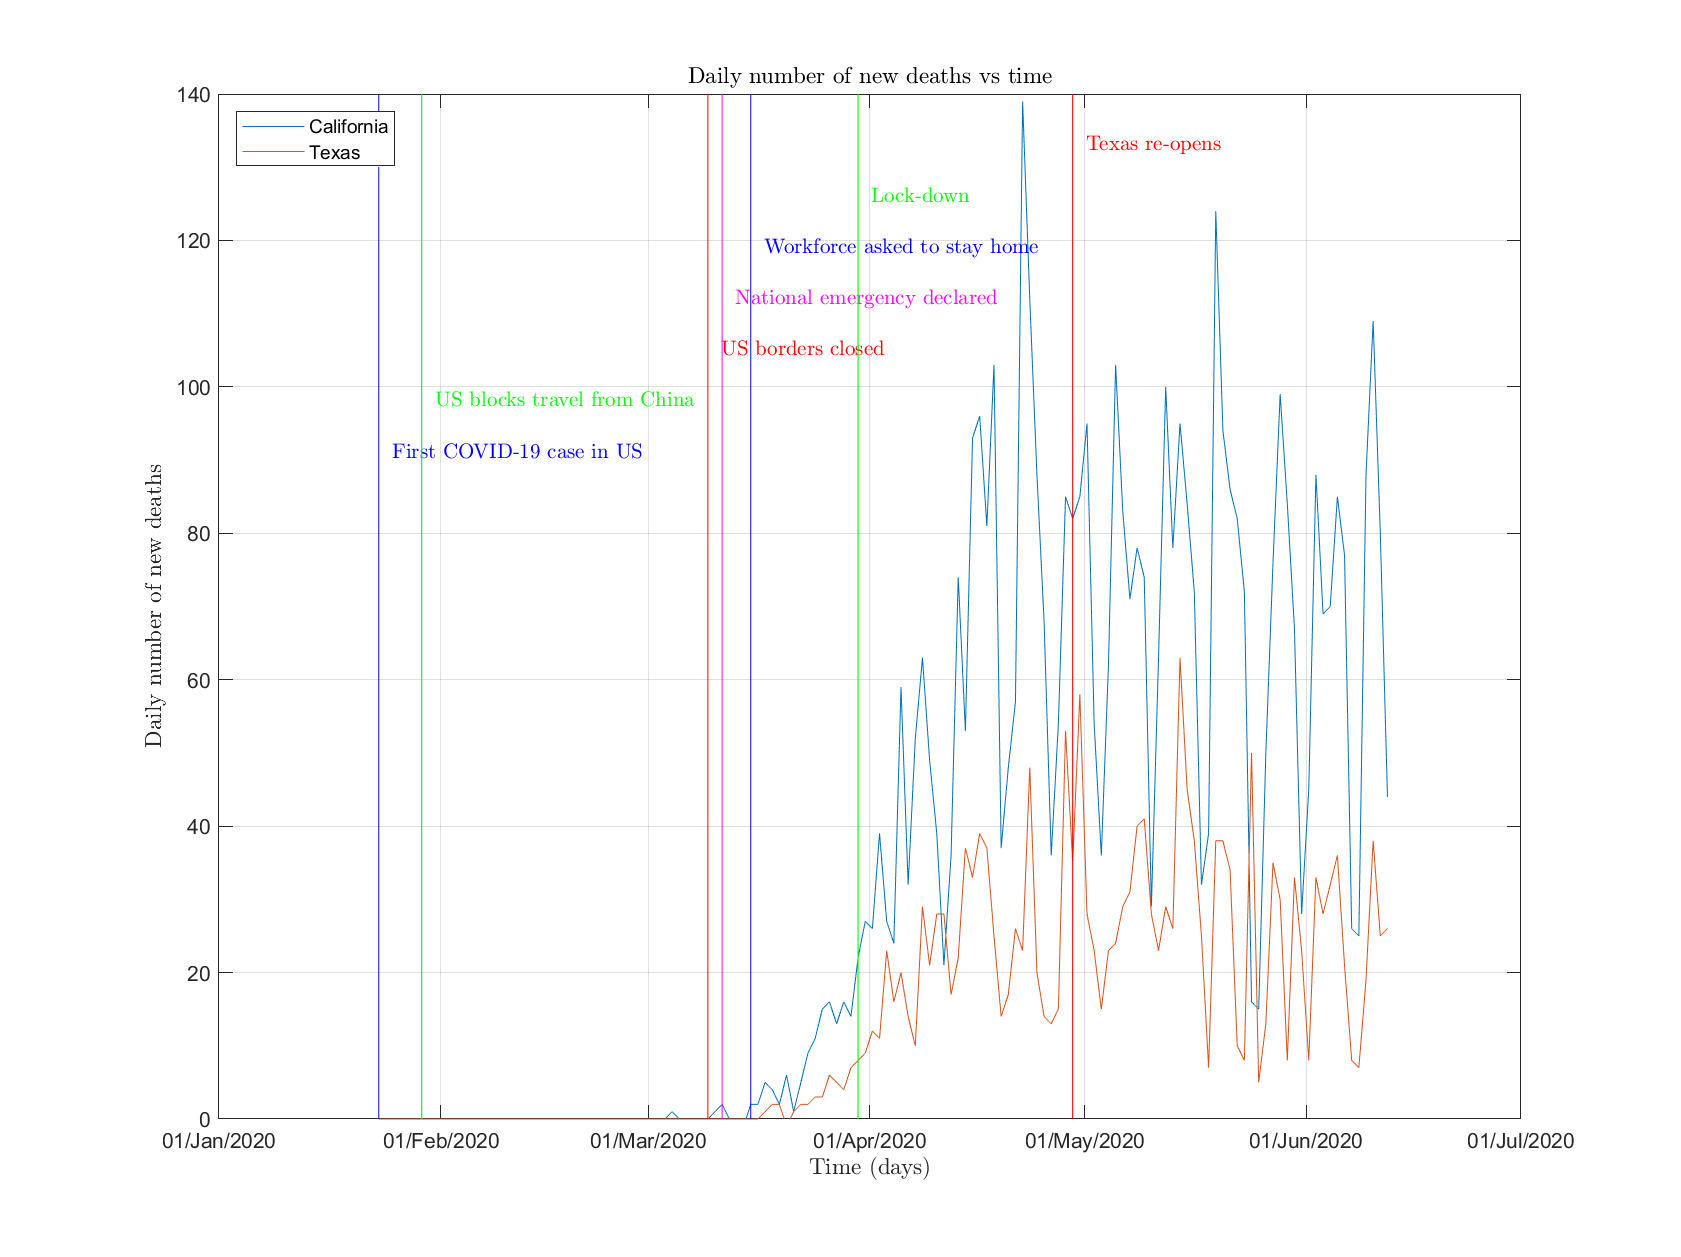 Daily number of new deaths vs time
140
California
Texas
Texas re-opens
Lock-down
120
Workforce asked to stay home
National emergency declared
US borders closed
100
US blocks travel from China
First COVID-19 case in US
Daily number of new deaths
80
60
40
20
0
01/Jan/2020
01/Feb/2020
01/Mar/2020
01/Apr/2020
01/May/2020
01/Jun/2020
01/Jul/2020
Time (days)